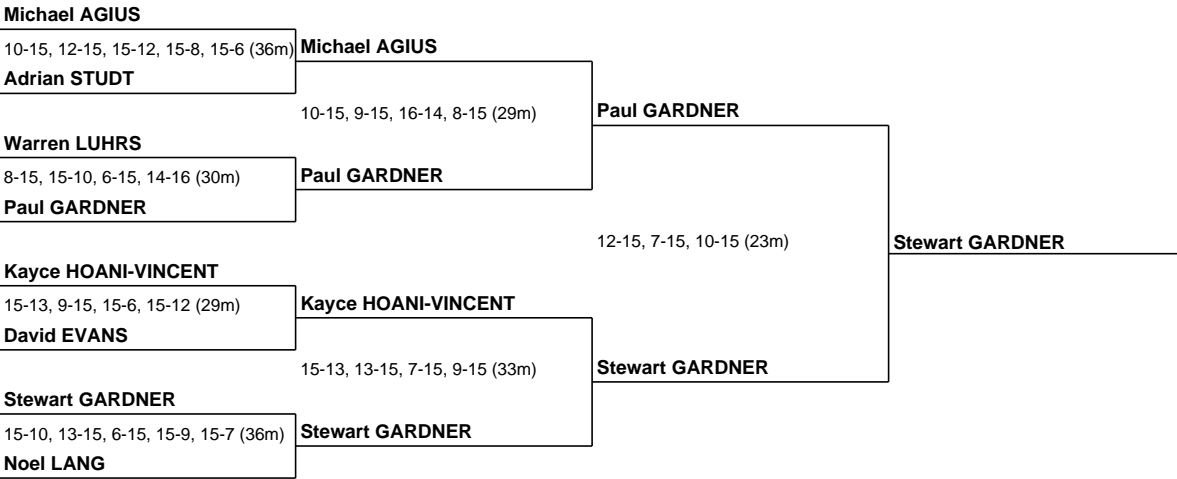 Michael AGIUS
10-15, 12-15, 15-12, 15-8, 15-6 (36m)
Adrian STUDT
Warren LUHRS
8-15, 15-10, 6-15, 14-16 (30m)
Paul GARDNER
Kayce HOANI-VINCENT
15-13, 9-15, 15-6, 15-12 (29m)
David EVANS
Stewart GARDNER
15-10, 13-15, 6-15, 15-9, 15-7 (36m)
Noel LANG
Michael AGIUS
10-15, 9-15, 16-14, 8-15 (29m)
Paul GARDNER
Kayce HOANI-VINCENT
15-13, 13-15, 7-15, 9-15 (33m)
Stewart GARDNER
Paul GARDNER
12-15, 7-15, 10-15 (23m)
Stewart GARDNER
Stewart GARDNER